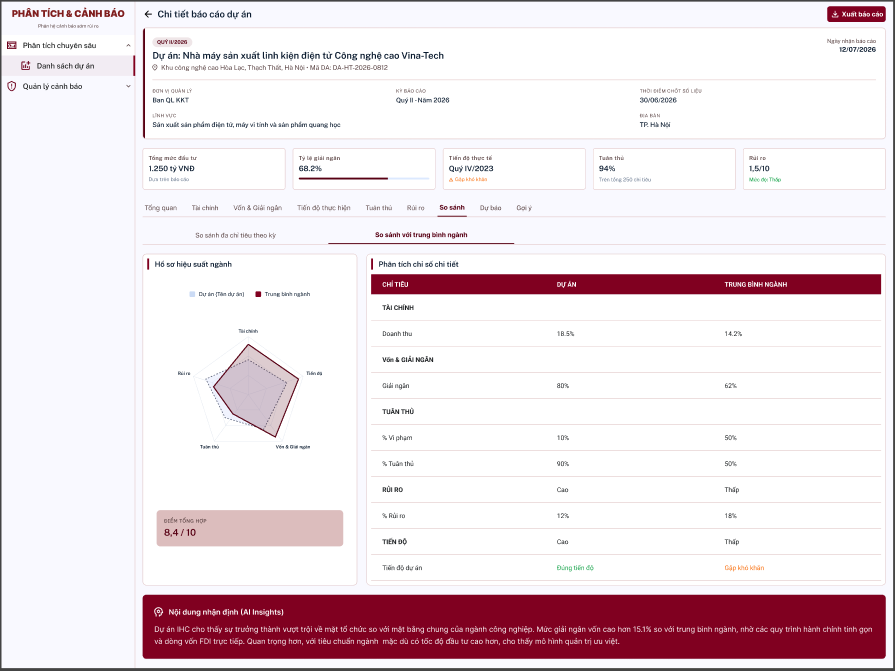 PHÂN TÍCH & CẢNH BÁO
Phân hệ cảnh báo sớm rủi ro
Phân tích chuyên sâu
Danh sách dự án
Quản lý cảnh báo
Chi tiết báo cáo dự án
Xuất báo cáo
QUÝ II/2026
Dự án: Nhà máy sản xuất linh kiện điện tử Công nghệ cao Vina-Tech
Khu công nghệ cao Hòa Lạc, Thạch Thất, Hà Nội • Mã DA: DA-HT-2026-0812
Ngày nhận báo cáo
12/07/2026
ĐƠN VỊ QUẢN LÝ
Ban QL KKT
KỲ BÁO CÁO
Quý II - Năm 2026
THỜI ĐIỂM CHỐT SỐ LIỆU
30/06/2026
LĨNH VỰC
Sản xuất sản phẩm điện tử, máy vi tính và sản phẩm quang học
ĐỊA BÀN
TP. Hà Nội
Tổng mức đầu tư
1.250 tỷ VNĐ
Dựa trên báo cáo
Tỷ lệ giải ngân
68.2%
Tiến độ thực tế
Quý IV/2023
Gặp khó khăn
Tuân thủ
94%
Trên tổng 250 chỉ tiêu
Rủi ro
1,5/10
Mức độ: Thấp
Tổng quan
Tài chính
Vốn & Giải ngân
Tiến độ thực hiện
Tuân thủ
Rủi ro
So sánh
Dự báo
Gợi ý
So sánh đa chỉ tiêu theo kỳ
So sánh với trung bình ngành
Hồ sơ hiệu suất ngành
Dự án (Tên dự án)
Trung bình ngành
Tài chính
Rủi ro
Tiến độ
Tuân thủ
Vốn & Giải ngân
ĐIỂM TỔNG HỢP
8,4 / 10
Phân tích chỉ số chi tiết
CHỈ TIÊU DỰ ÁN TRUNG BÌNH NGÀNH
TÀI CHÍNH
Doanh thu 18.5% 14.2%
Vốn & GIẢI NGÂN
Giải ngân 80% 62%
TUÂN THỦ
% Vi phạm 10% 50%
% Tuân thủ 90% 50%
RỦI RO Cao Thấp
% Rủi ro 12% 18%
TIẾN ĐỘ Cao Thấp
Tiến độ dự án Đúng tiến độ Gặp khó khăn
Nội dung nhận định (AI Insights)
Dự án IHC cho thấy sự trưởng thành vượt trội về mặt tổ chức so với mặt bằng chung của ngành công nghiệp. Mức giải ngân vốn cao hơn 15.1% so với trung bình ngành, nhờ các quy trình hành chính tinh gọn
và dòng vốn FDI trực tiếp. Quan trọng hơn, với tiêu chuẩn ngành mặc dù có tốc độ đầu tư cao hơn, cho thấy mô hình quản trị ưu việt.